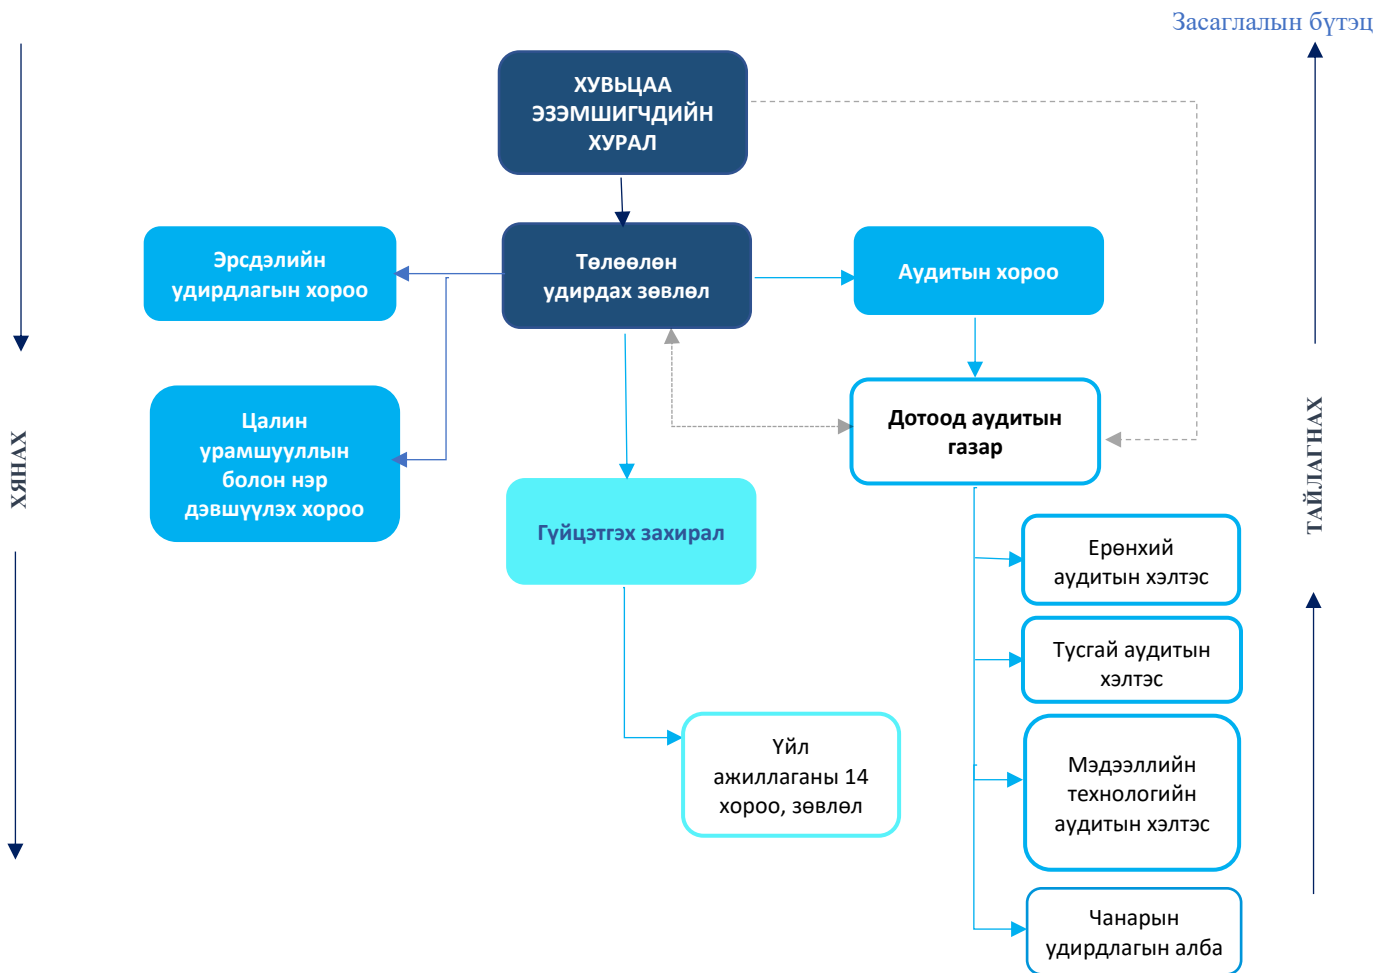 Засаглалын бүтэц
ХУВЬЦАА
ЭЗЭМШИГЧДИЙН
ХУРАЛ
Эрсдэлийн
удирдлагын хороо
Төлөөлөн
удирдах зөвлөл
Аудитын хороо
Цалин
урамшууллын
болон нэр
дэвшүүлэх хороо
Дотоод аудитын
газар
ХЯНАХ
ТАЙЛАГНАХ
Гүйцэтгэх захирал
Ерөнхий
аудитын хэлтэс
Тусгай аудитын
хэлтэс
Үйл
ажиллаганы 14
хороо, зөвлөл
Мэдээллийн
технологийн
аудитын хэлтэс
Чанарын
удирдлагын алба